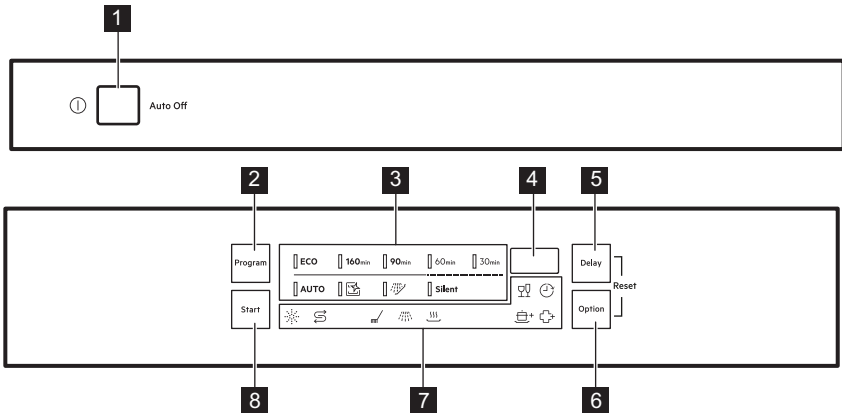 1
Auto Off
2 3 4 5
Program ECO 160min 90min 60min 30min Delay
Reset
AUTO Silent
Start Option
8 7 6